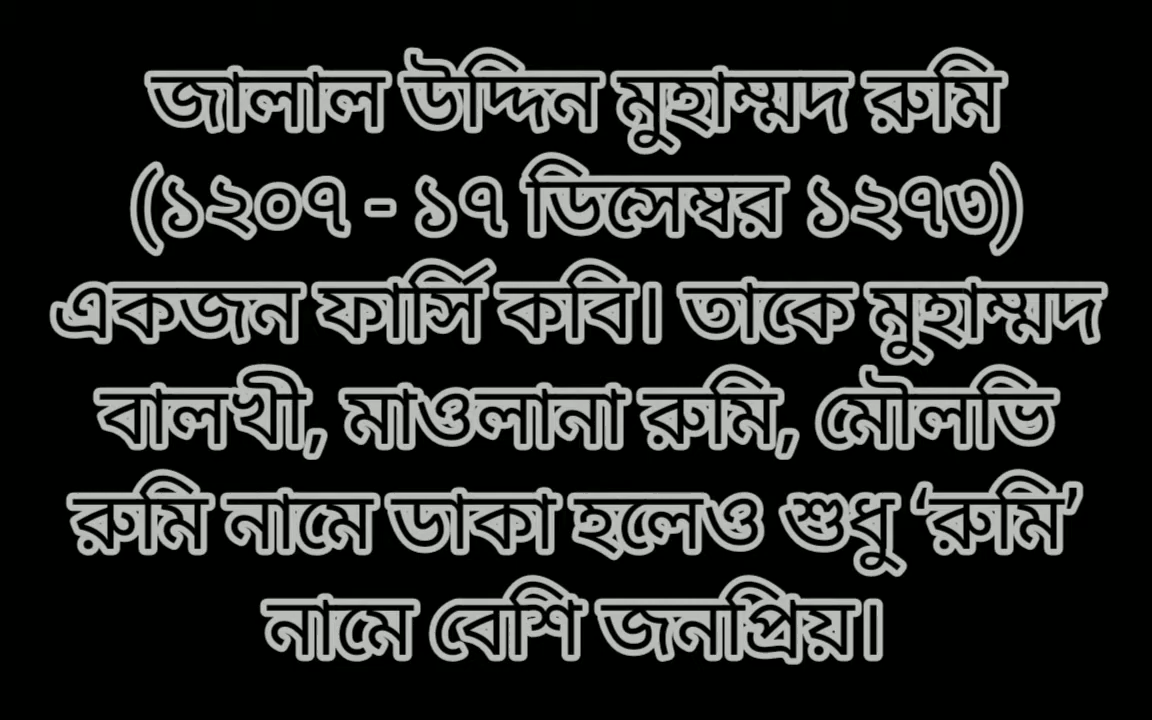 জালাল উদ্দিন মুহাম্মদ রুমি
(১২০৭ - ১৭ ডিসেম্বর ১২৭৩)
একজন ফার্সি কবি। তাকে মুহাম্মদ
বালখী, মাওলানা রুমি, মৌলভি
রুমি নামে ডাকা হলেও শুধু ‘রুমি’
নামে বেশি জনপ্রিয়।